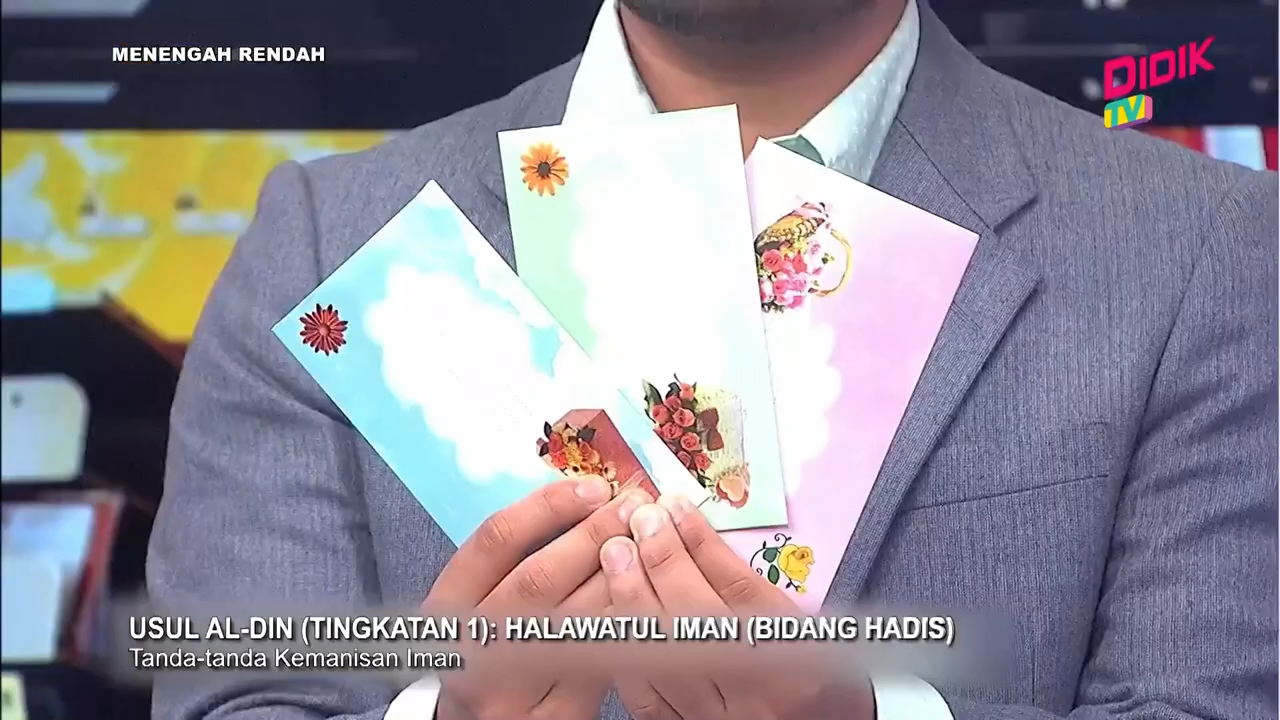 MENENGAH RENDAH
DIDIK
TV
USUL AL-DIN (TINGKATAN 1): HALAWATUL IMAN (BIDANG HADIS)
Tanda-tanda Kemanisan Iman